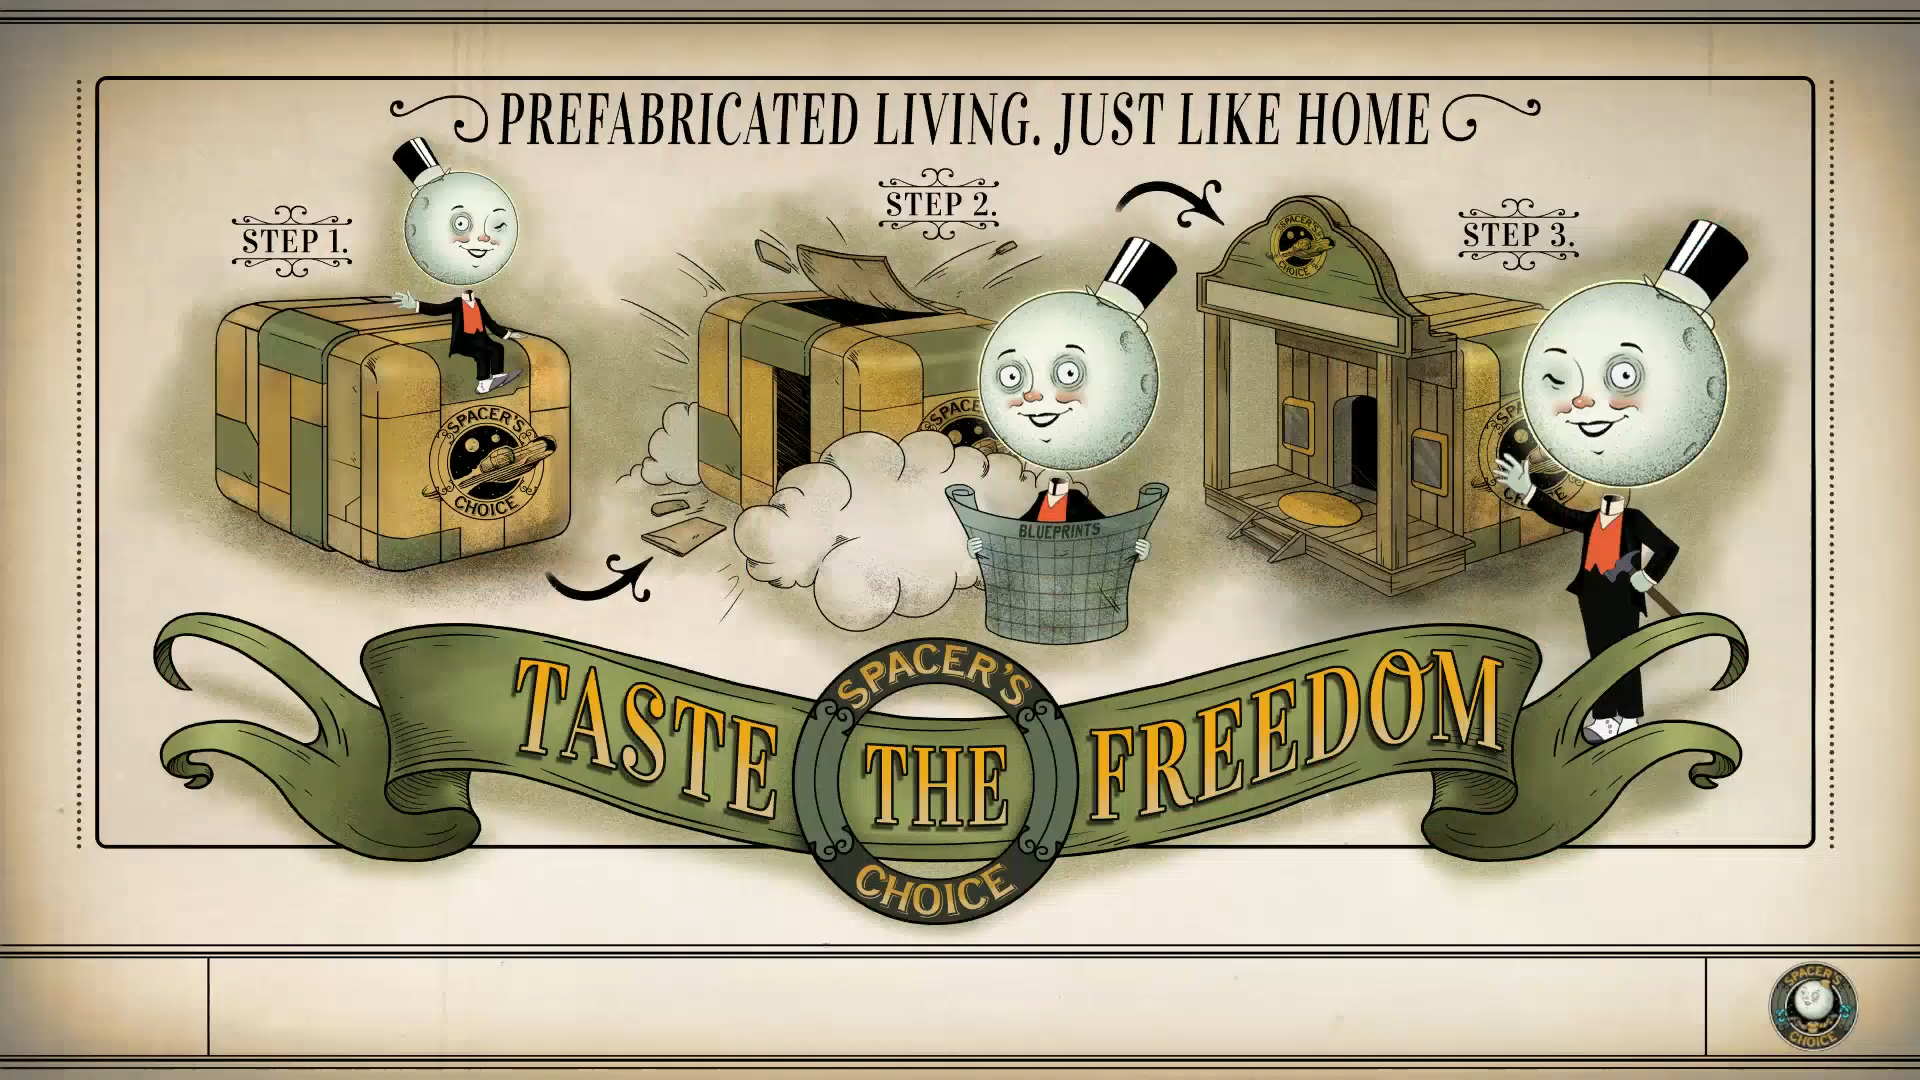 PREFABRICATED LIVING. JUST LIKE HOME
STEP 1.
STEP 2.
STEP 3.
SPACER'S
CHOICE
SPACE
SPACER'S
CHOICE
BLUEPRINTS
TASTE THE FREEDOM
SPACER'S
CHOICE
SPACER'S
CHOICE